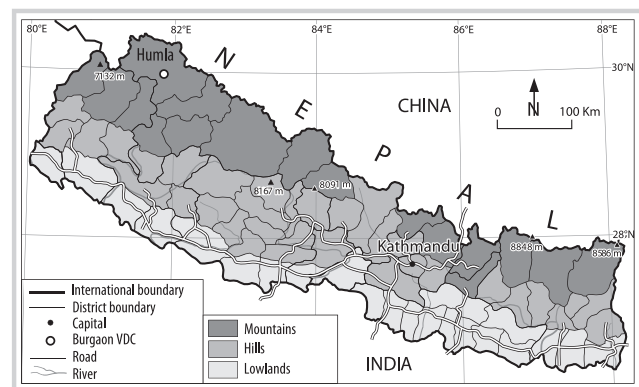 80°E
82°E
84°E
86°E
88°E
Humla
7132 m
30°N
NEPAL
CHINA
N
0 100 Km
8167 m
8091 m
28°N
Kathmandu
8848 m
8586 m
International boundary
District boundary
Capital
Burgaon VDC
Road
River
Mountains
Hills
Lowlands
INDIA